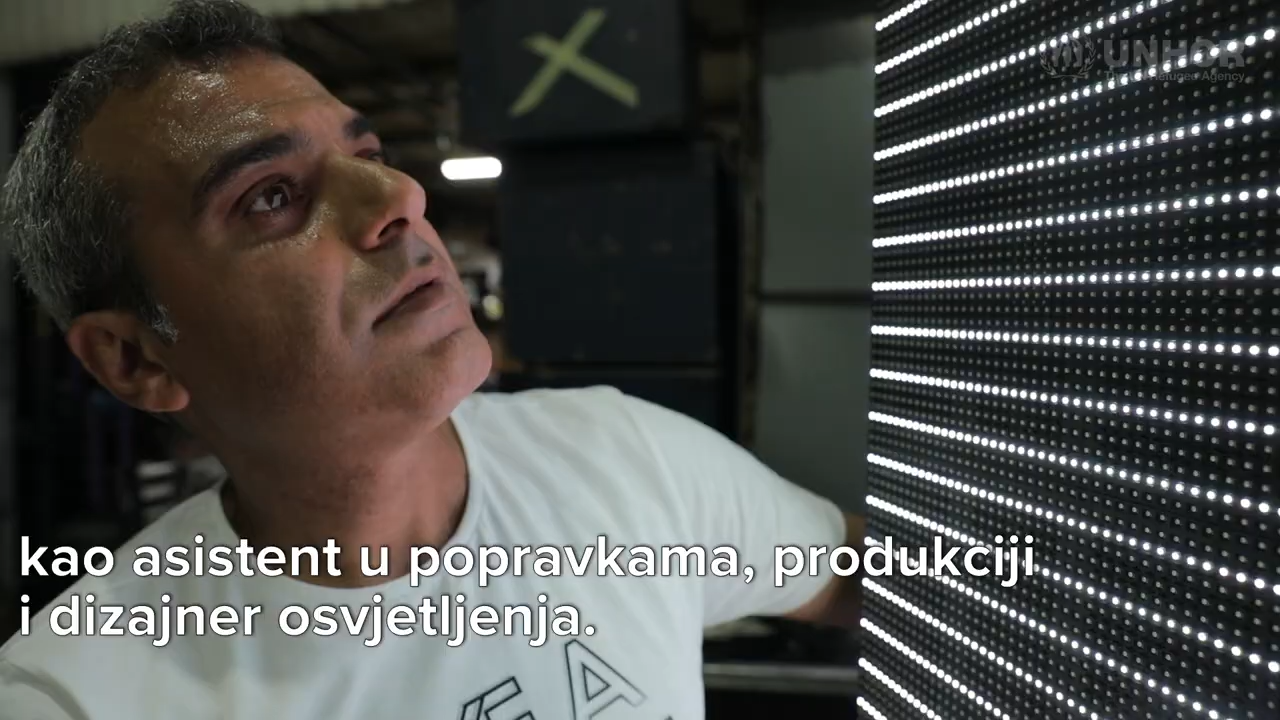 UNHCR
The UN Refugee Agency
kao asistent u popravkama, produkciji
i dizajner osvjetljenja.